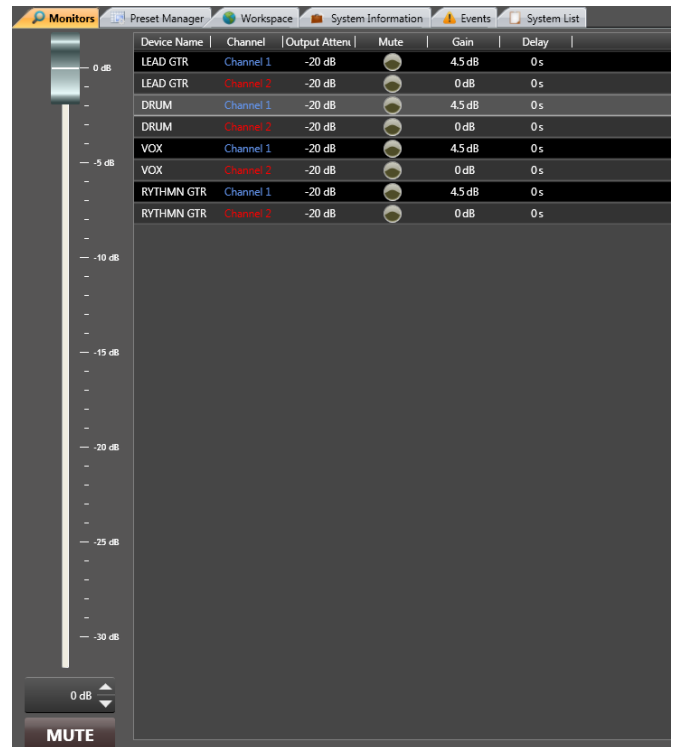 Monitors Preset Manager Workspace System Information Events System List
Device Name Channel Output Attenu Mute Gain Delay
LEAD GTR Channel 1 -20 dB 4.5 dB 0 s
LEAD GTR Channel 2 -20 dB 0 dB 0 s
DRUM Channel 1 -20 dB 4.5 dB 0 s
DRUM Channel 2 -20 dB 0 dB 0 s
VOX Channel 1 -20 dB 4.5 dB 0 s
VOX Channel 2 -20 dB 0 dB 0 s
RYTHMN GTR Channel 1 -20 dB 4.5 dB 0 s
RYTHMN GTR Channel 2 -20 dB 0 dB 0 s
0 dB
-5 dB
-10 dB
-15 dB
-20 dB
-25 dB
-30 dB
0 dB
MUTE